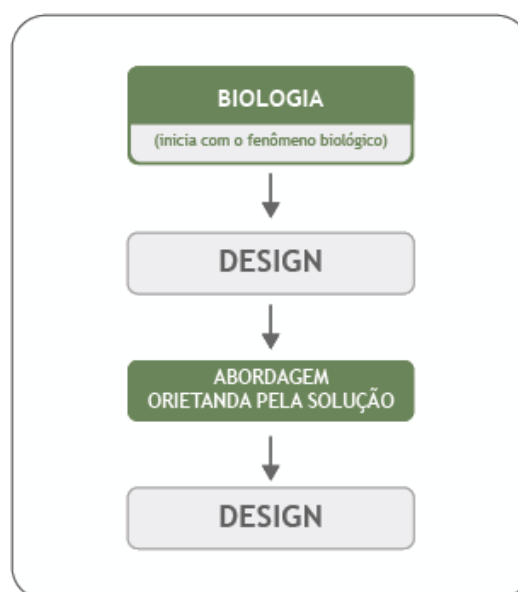 BIOLOGIA
(inicia com o fenômeno biológico)
DESIGN
ABORDAGEM
ORIETANDA PELA SOLUÇÃO
DESIGN